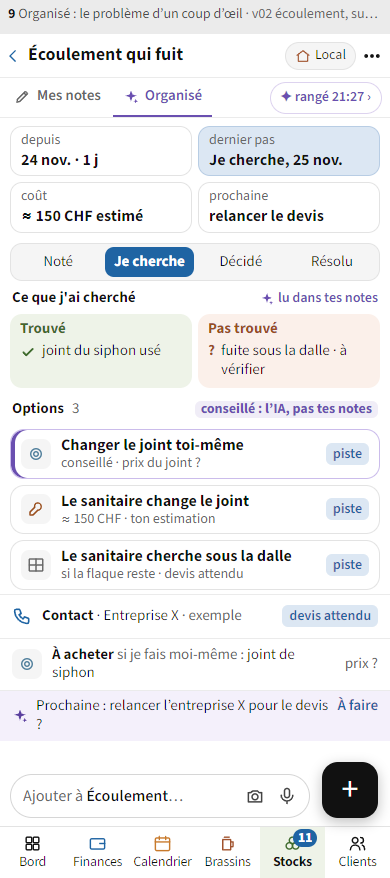 9 Organisé : le problème d'un coup d'œil · v02 écoulement, su…
Écoulement qui fuit
Local
Mes notes
Organisé
rangé 21:27 ›
depuis
24 nov. · 1 j
dernier pas
Je cherche, 25 nov.
coût
≈ 150 CHF estimé
prochaine
relancer le devis
Noté
Je cherche
Décidé
Résolu
Ce que j'ai cherché
lu dans tes notes
Trouvé
joint du siphon usé
Pas trouvé
? fuite sous la dalle · à
vérifier
Options 3
conseillé : l'IA, pas tes notes
Changer le joint toi-même
conseillé · prix du joint ?
piste
Le sanitaire change le joint
≈ 150 CHF · ton estimation
piste
Le sanitaire cherche sous la dalle
si la flaque reste · devis attendu
piste
Contact · Entreprise X · exemple
devis attendu
À acheter si je fais moi-même : joint de
siphon
prix ?
Prochaine : relancer l'entreprise X pour le devis
?
À faire
Ajouter à Écoulement…
+
Bord
Finances
Calendrier
Brassins
11
Stocks
Clients